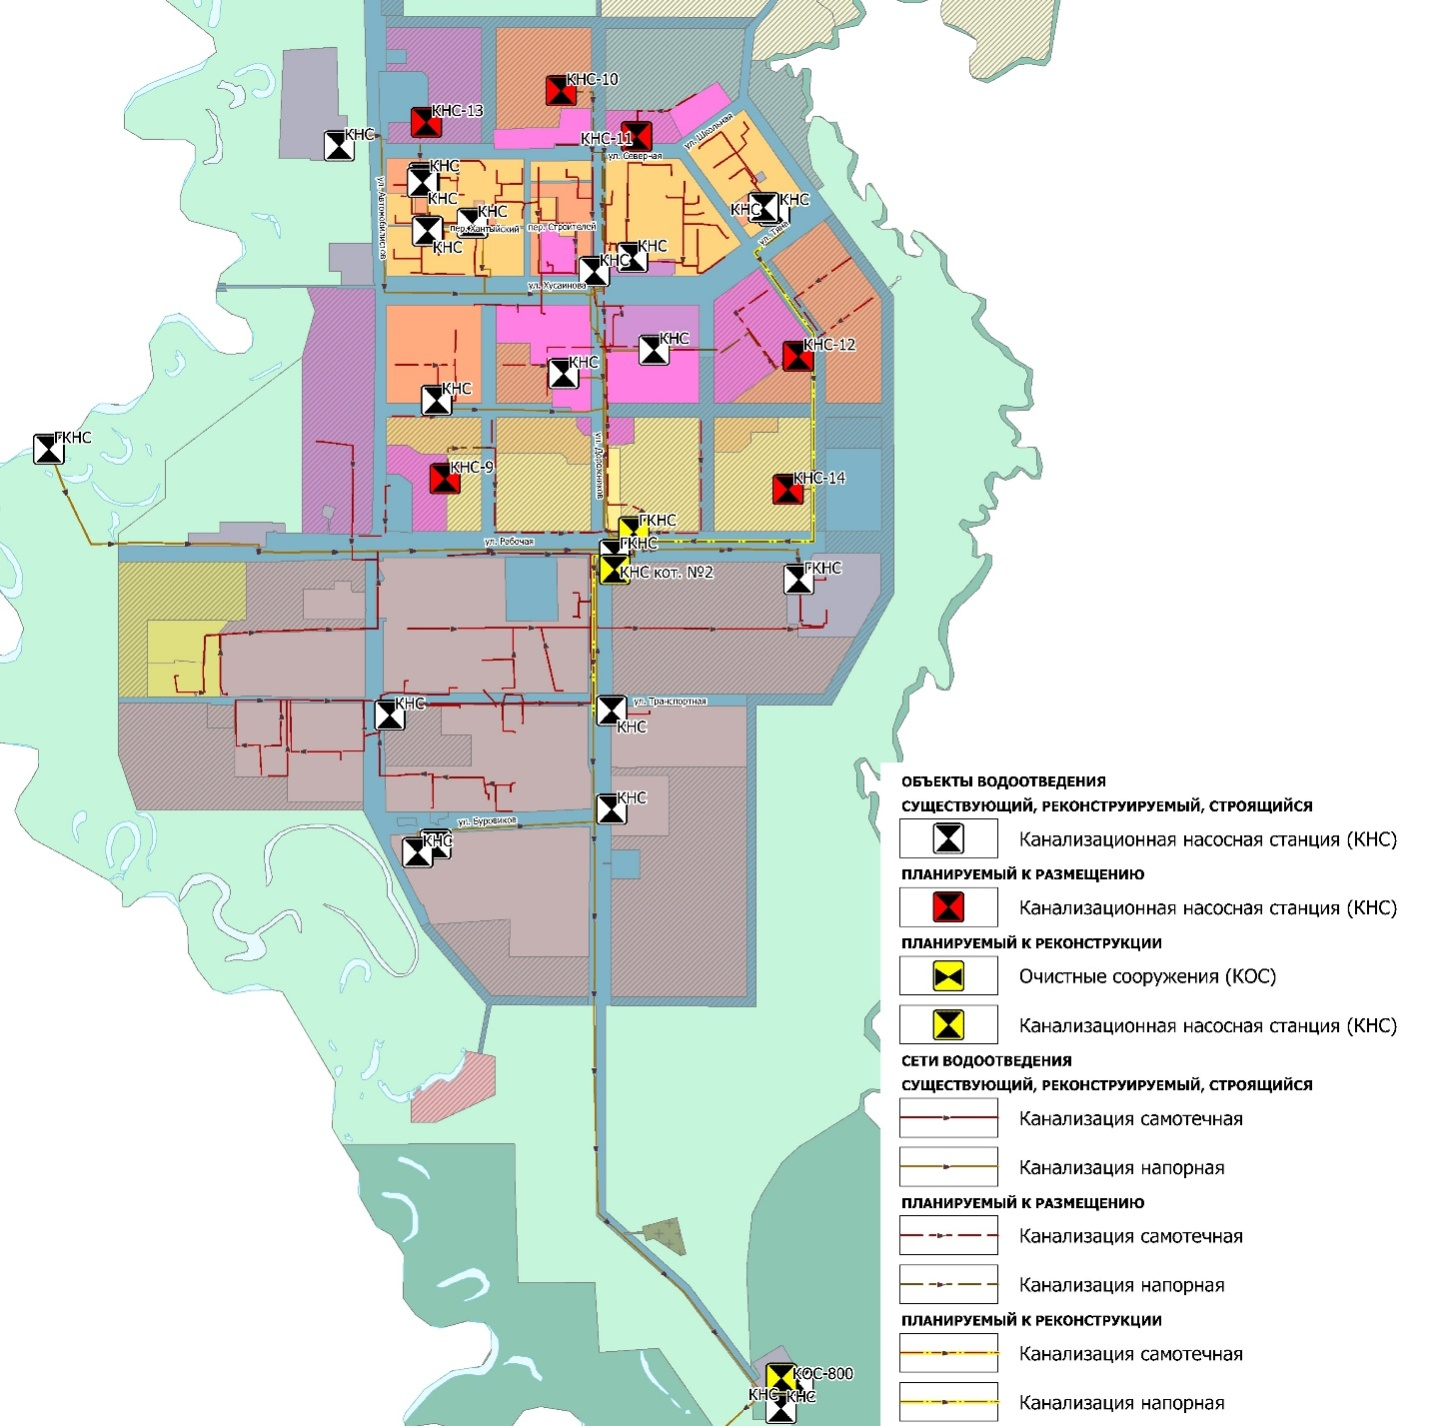 КНС-10
КНС-13
КНС
КНС-11
ул. Школьная
ул. Северная
КНС
КНС
ул. Автомобилистов
КНС
КНС
КНС
пер. Хантыйский
пер. Строителей
КНС
КНС
КНС
КНС
ул. Хусаинова
КНС
КНС-12
КНС
КНС
ГКНС
КНС-9
КНС-14
ГКНС
ул. Рабочая
ГКНС
КНС кот. №2
ГКНС
КНС
ул. Транспортная
КНС
КНС
ул. Буровиков
КНС
КОС-800
КНС
КНС
ОБЪЕКТЫ ВОДООТВЕДЕНИЯ
СУЩЕСТВУЮЩИЙ, РЕКОНСТРУИРУЕМЫЙ, СТРОЯЩИЙСЯ
Канализационная насосная станция (КНС)
ПЛАНИРУЕМЫЙ К РАЗМЕЩЕНИЮ
Канализационная насосная станция (КНС)
ПЛАНИРУЕМЫЙ К РЕКОНСТРУКЦИИ
Очистные сооружения (КОС)
Канализационная насосная станция (КНС)
СЕТИ ВОДООТВЕДЕНИЯ
СУЩЕСТВУЮЩИЙ, РЕКОНСТРУИРУЕМЫЙ, СТРОЯЩИЙСЯ
Канализация самотечная
Канализация напорная
ПЛАНИРУЕМЫЙ К РАЗМЕЩЕНИЮ
Канализация самотечная
Канализация напорная
ПЛАНИРУЕМЫЙ К РЕКОНСТРУКЦИИ
Канализация самотечная
Канализация напорная